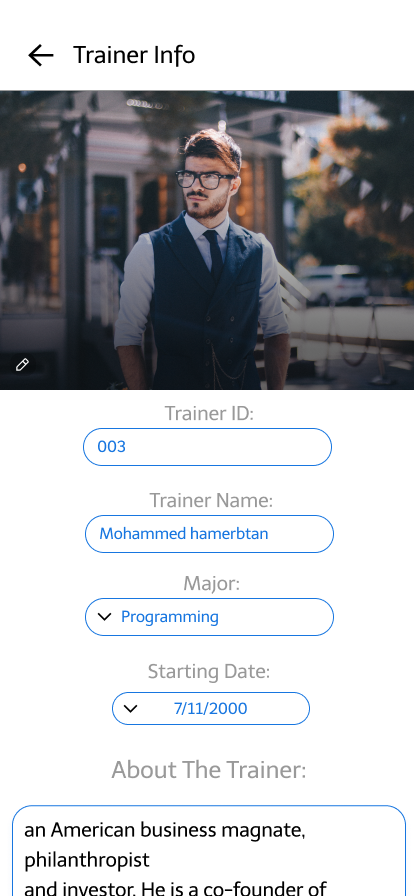 Trainer Info
Trainer ID:
003
Trainer Name:
Mohammed hamerbtan
Major:
Programming
Starting Date:
7/11/2000
About The Trainer:
an American business magnate,
philanthropist
and investor. He is a co-founder of